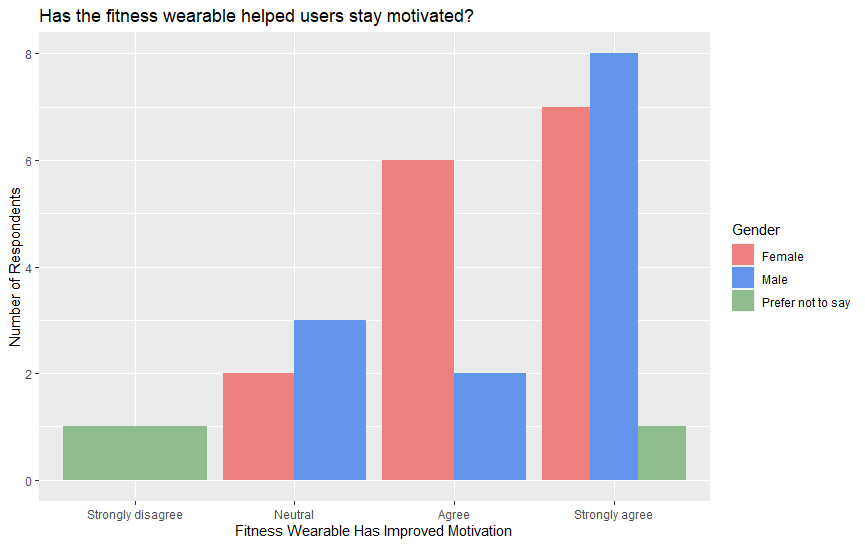 Has the fitness wearable helped users stay motivated?
Number of Respondents
8
6
4
2
0
Strongly disagree
Neutral
Agree
Strongly agree
Fitness Wearable Has Improved Motivation
Gender
Female
Male
Prefer not to say